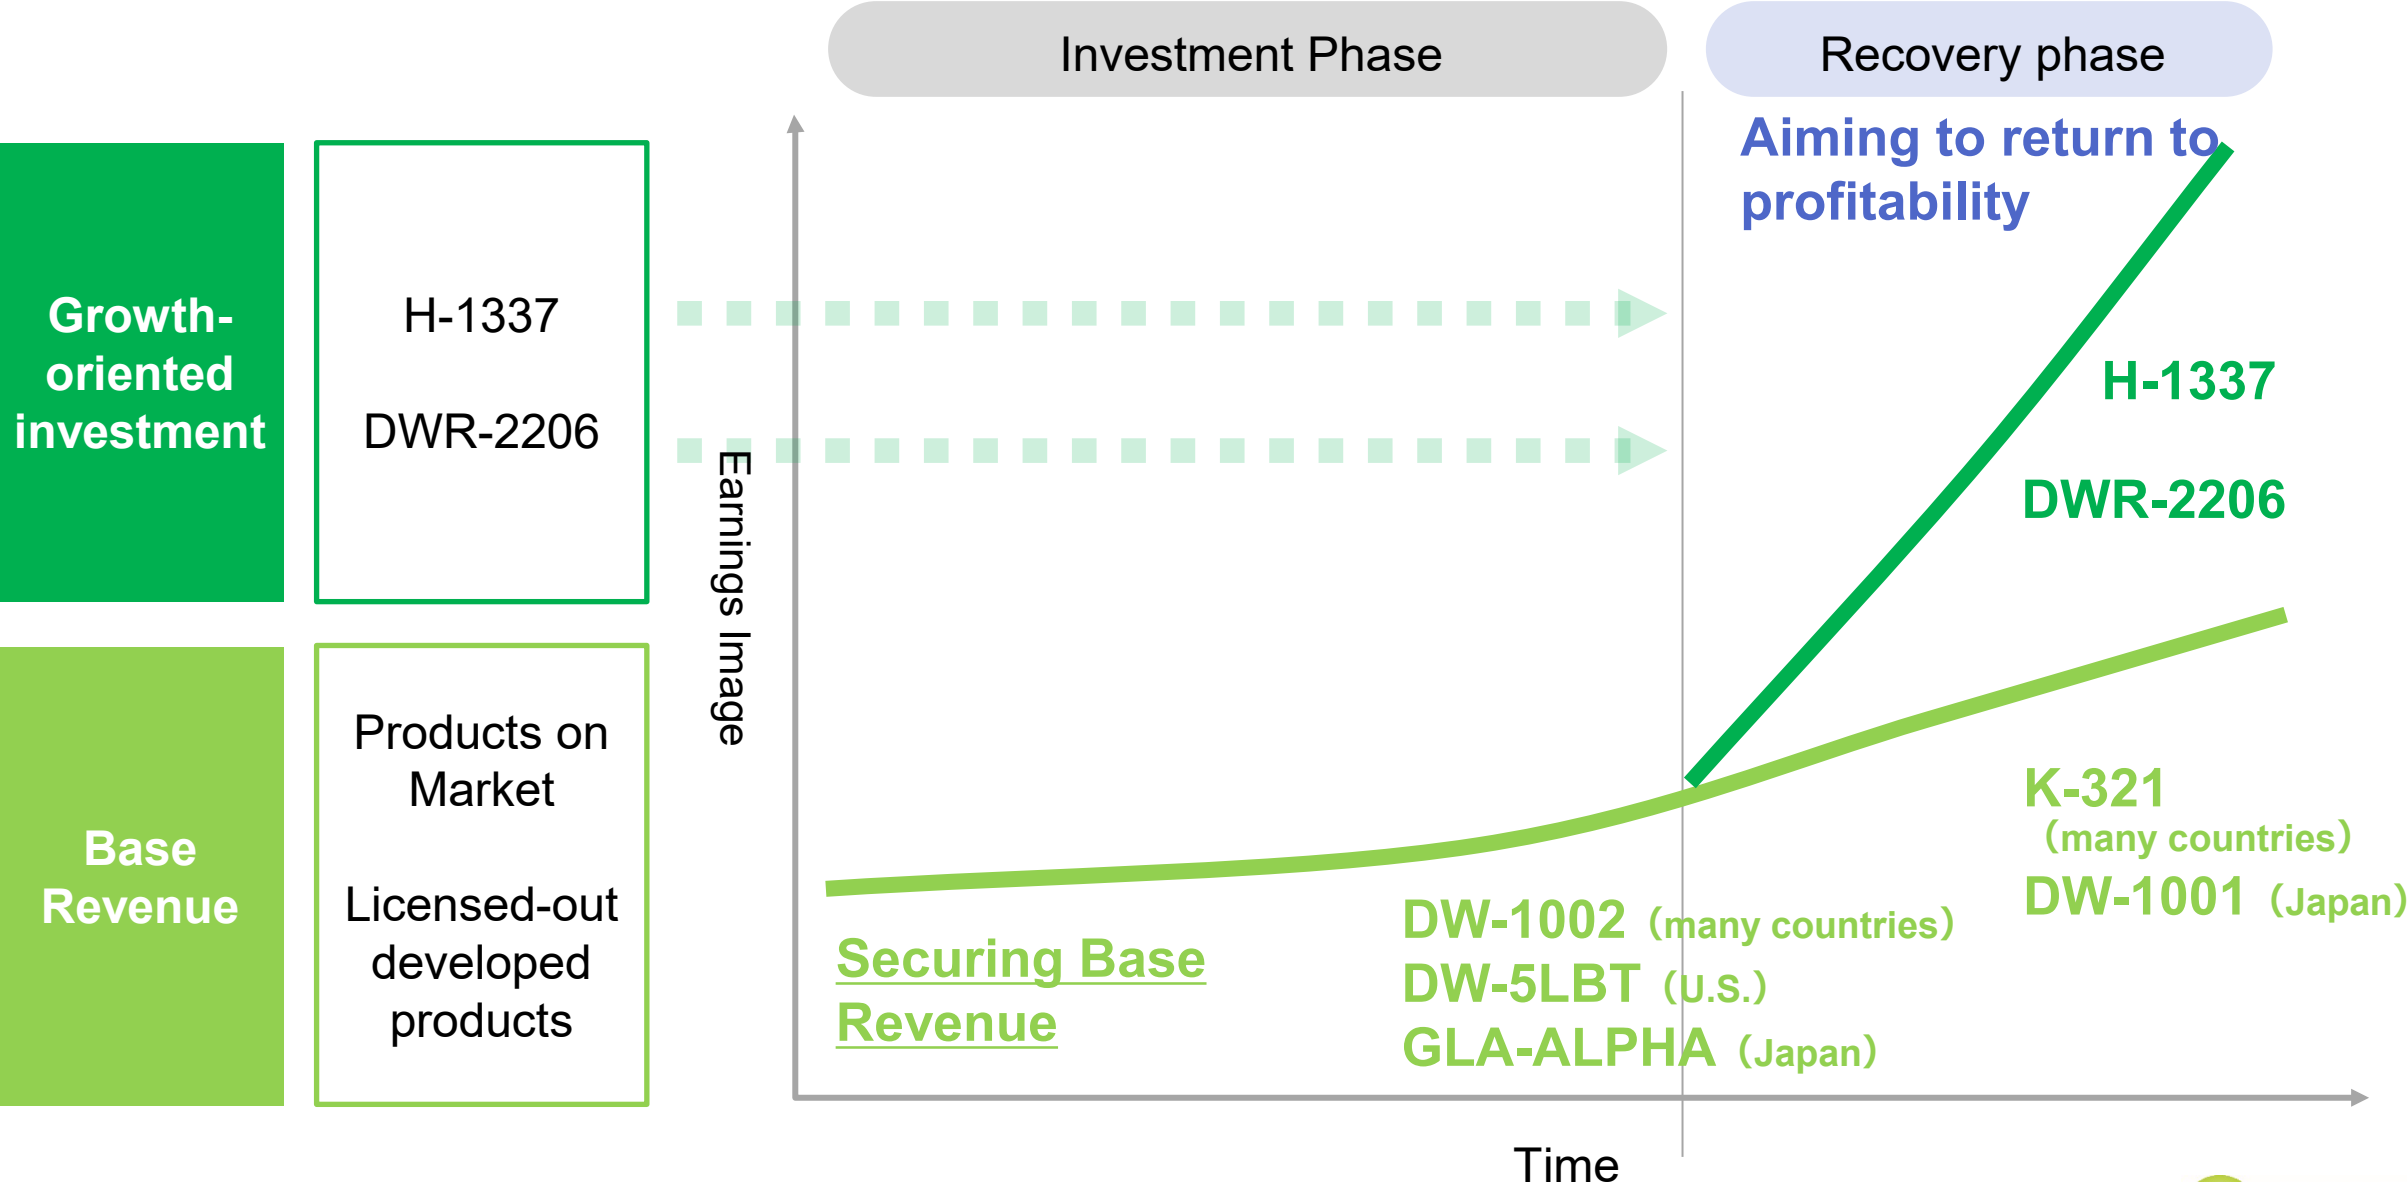 Investment Phase
Recovery phase
Aiming to return to
profitability
Growth-
oriented
investment
H-1337
DWR-2206
Earnings Image
H-1337
DWR-2206
Base
Revenue
Products on
Market
Licensed-out
developed
products
Securing Base
Revenue
DW-1002（many countries）
DW-5LBT（U.S.）
GLA-ALPHA（Japan）
K-321
（many countries）
DW-1001（Japan）
Time